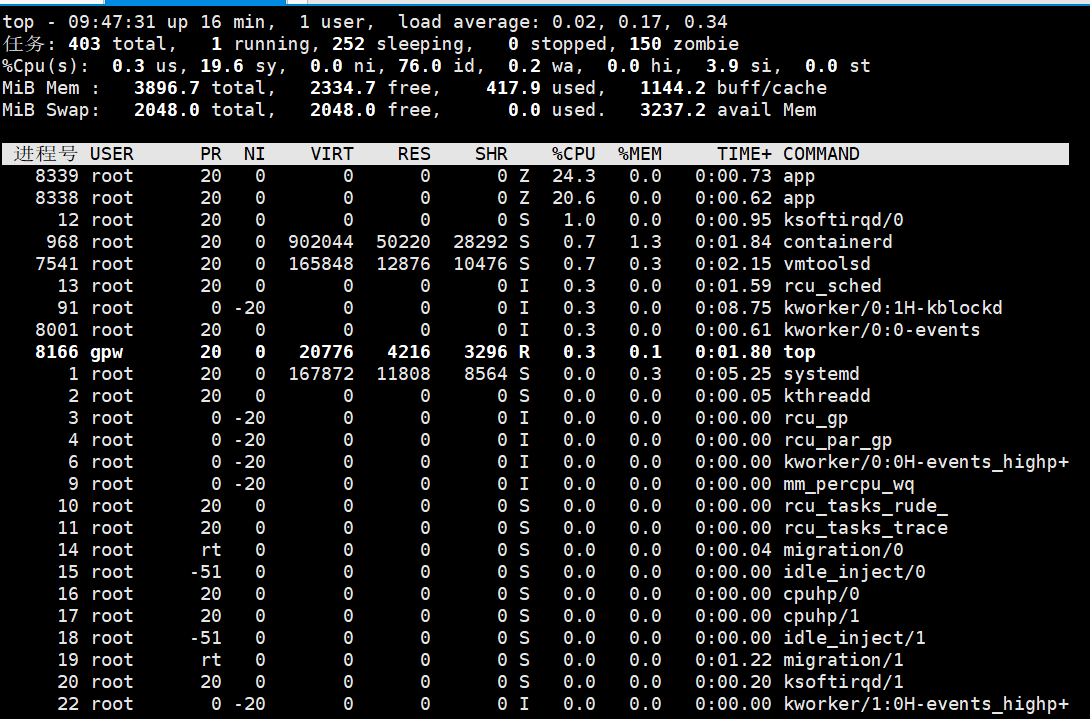 top - 09:47:31 up 16 min,  1 user,  load average: 0.02, 0.17, 0.34
任务: 403 total,   1 running, 252 sleeping,   0 stopped, 150 zombie
%Cpu(s):  0.3 us, 19.6 sy,  0.0 ni, 76.0 id,  0.2 wa,  0.0 hi,  3.9 si,  0.0 st
MiB Mem :   3896.7 total,   2334.7 free,    417.9 used,   1144.2 buff/cache
MiB Swap:   2048.0 total,   2048.0 free,      0.0 used.   3237.2 avail Mem
进程号 USER      PR  NI    VIRT    RES    SHR    %CPU  %MEM     TIME+ COMMAND
8339 root      20   0       0      0      0 Z  24.3   0.0   0:00.73 app
8338 root      20   0       0      0      0 Z  20.6   0.0   0:00.62 app
12 root      20   0       0      0      0 S   1.0   0.0   0:00.95 ksoftirqd/0
968 root      20   0  902044  50220  28292 S   0.7   1.3   0:01.84 containerd
7541 root      20   0  165848  12876  10476 S   0.7   0.3   0:02.15 vmtoolsd
13 root      20   0       0      0      0 I   0.3   0.0   0:01.59 rcu_sched
91 root       0 -20       0      0      0 I   0.3   0.0   0:08.75 kworker/0:1H-kblockd
8001 root      20   0       0      0      0 I   0.3   0.0   0:00.61 kworker/0:0-events
8166 gpw       20   0   20776   4216   3296 R   0.3   0.1   0:01.80 top
1 root      20   0  167872  11808   8564 S   0.0   0.3   0:05.25 systemd
2 root      20   0       0      0      0 S   0.0   0.0   0:00.05 kthreadd
3 root       0 -20       0      0      0 I   0.0   0.0   0:00.00 rcu_gp
4 root       0 -20       0      0      0 I   0.0   0.0   0:00.00 rcu_par_gp
6 root       0 -20       0      0      0 I   0.0   0.0   0:00.00 kworker/0:0H-events_highp+
9 root       0 -20       0      0      0 I   0.0   0.0   0:00.00 mm_percpu_wq
10 root      20   0       0      0      0 S   0.0   0.0   0:00.00 rcu_tasks_rude_
11 root      20   0       0      0      0 S   0.0   0.0   0:00.00 rcu_tasks_trace
14 root      rt   0       0      0      0 S   0.0   0.0   0:00.04 migration/0
15 root     -51   0       0      0      0 S   0.0   0.0   0:00.00 idle_inject/0
16 root      20   0       0      0      0 S   0.0   0.0   0:00.00 cpuhp/0
17 root      20   0       0      0      0 S   0.0   0.0   0:00.00 cpuhp/1
18 root     -51   0       0      0      0 S   0.0   0.0   0:00.00 idle_inject/1
19 root      rt   0       0      0      0 S   0.0   0.0   0:01.22 migration/1
20 root      20   0       0      0      0 S   0.0   0.0   0:00.20 ksoftirqd/1
22 root       0 -20       0      0      0 I   0.0   0.0   0:00.00 kworker/1:0H-events_highp+